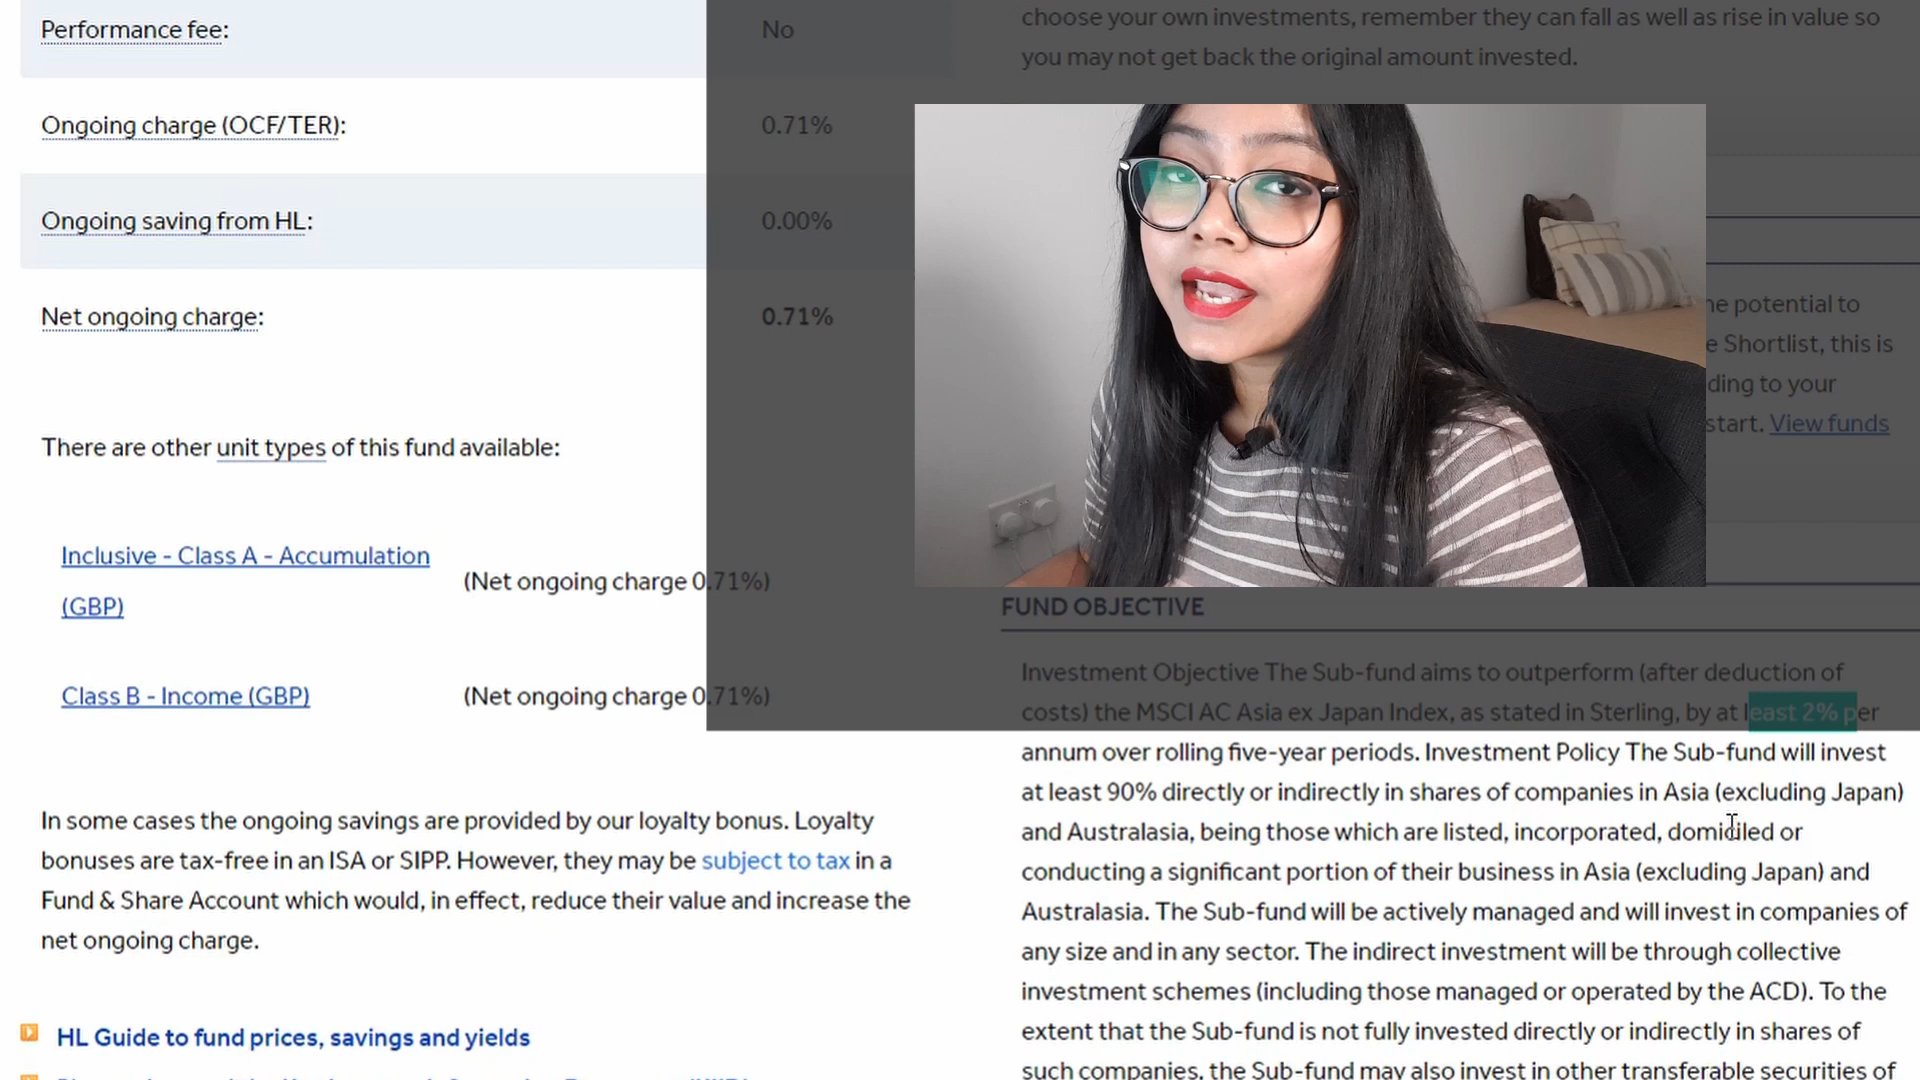 Performance fee:
No
Ongoing charge (OCF/TER):
0.71%
Ongoing saving from HL:
0.00%
Net ongoing charge:
0.71%
There are other unit types of this fund available:
Inclusive - Class A - Accumulation
(GBP)
(Net ongoing charge 0.71%)
Class B - Income (GBP)
(Net ongoing charge 0.71%)
In some cases the ongoing savings are provided by our loyalty bonus. Loyalty
bonuses are tax-free in an ISA or SIPP. However, they may be subject to tax in a
Fund & Share Account which would, in effect, reduce their value and increase the
net ongoing charge.
HL Guide to fund prices, savings and yields
choose your own investments, remember they can fall as well as rise in value so
you may not get back the original amount invested.
potential to
Shortlist, this is
to your
start. View funds
FUND OBJECTIVE
Investment Objective The Sub-fund aims to outperform (after deduction of
costs) the MSCI AC Asia ex Japan Index, as stated in Sterling, by at least 2% per
annum over rolling five-year periods. Investment Policy The Sub-fund will invest
at least 90% directly or indirectly in shares of companies in Asia (excluding Japan)
and Australasia, being those which are listed, incorporated, domiciled or
conducting a significant portion of their business in Asia (excluding Japan) and
Australasia. The Sub-fund will be actively managed and will invest in companies of
any size and in any sector. The indirect investment will be through collective
investment schemes (including those managed or operated by the ACD). To the
extent that the Sub-fund is not fully invested directly or indirectly in shares of
such companies, the Sub-fund may also invest in other transferable securities of